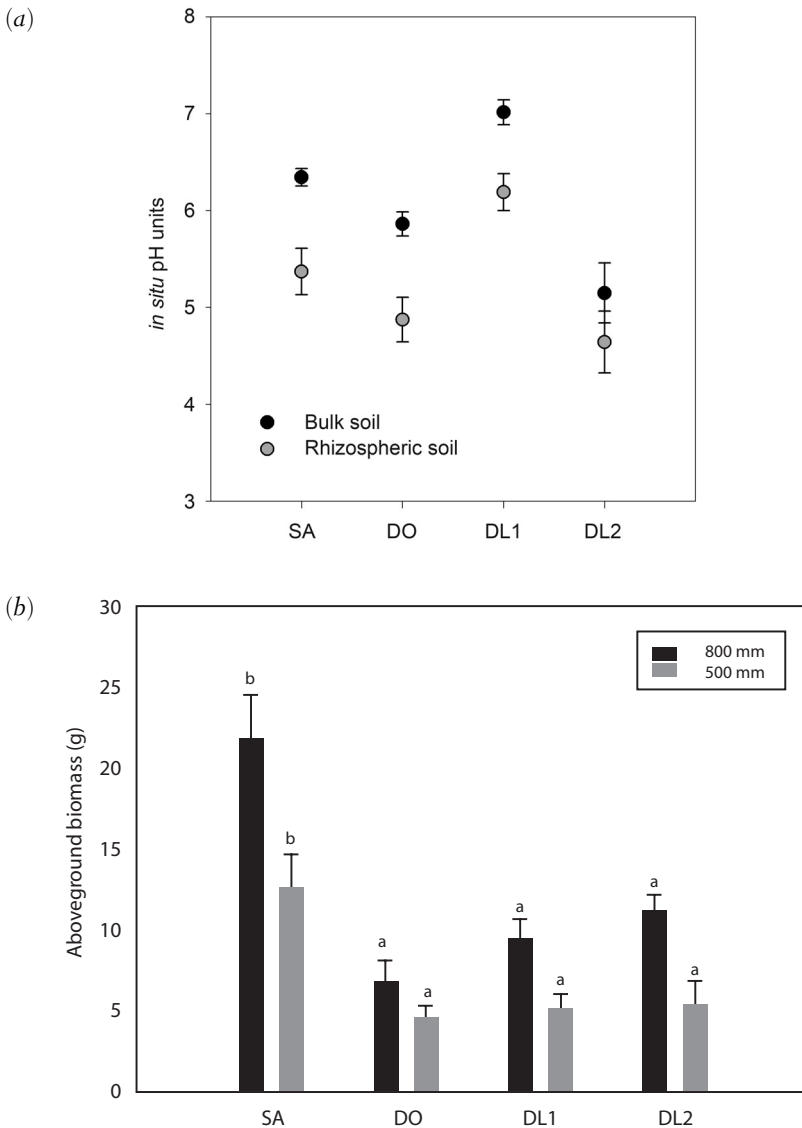 (a)
8
7
6
5
4
3
in situ pH units
Bulk soil
Rhizospheric soil
SA DO DL1 DL2
(b)
30
25
20
15
10
5
0
Aboveground biomass (g)
800 mm
500 mm
b
b
a
a
a
a
a
a
SA DO DL1 DL2